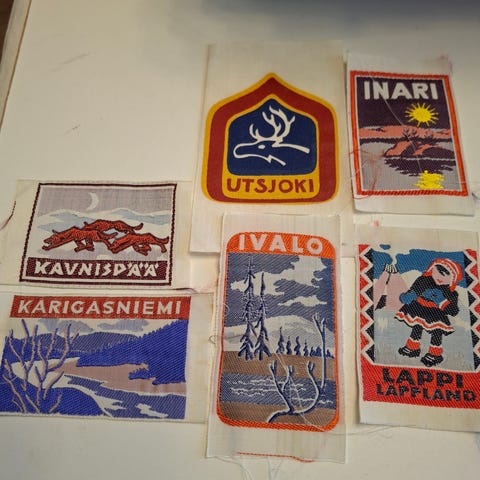 UTSJOKI
INARI
KAVNISPÄÄ
IVALO
KARIGASNIEMI
LAPPI
LAPPLAND